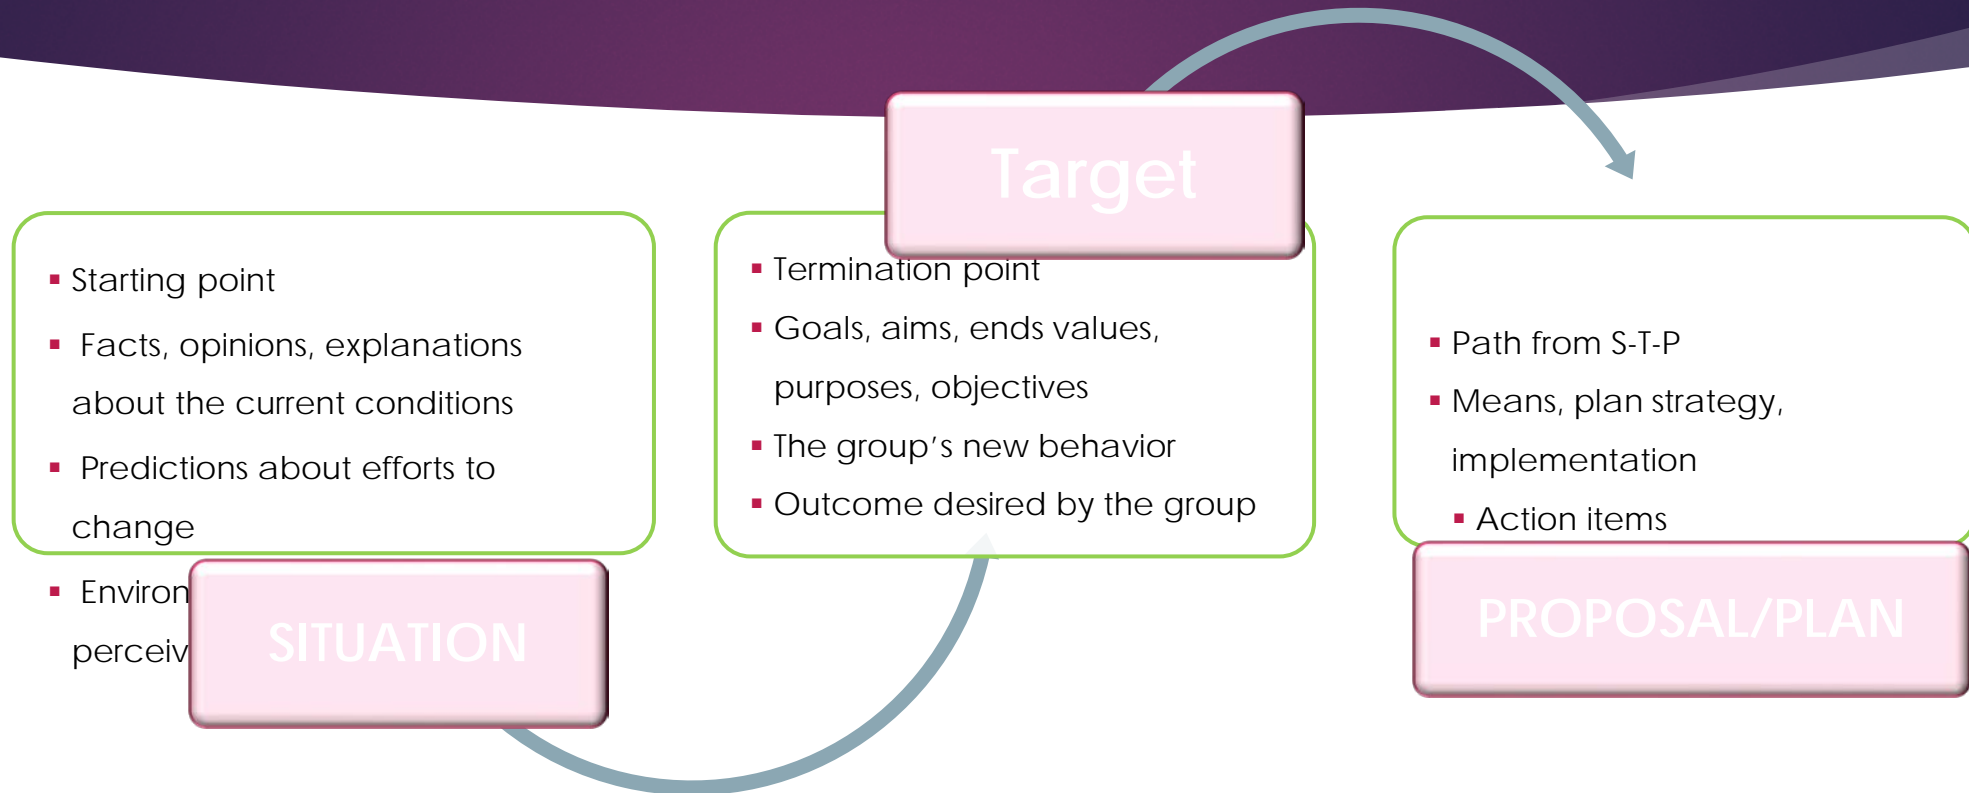 Starting point
Facts, opinions, explanations
about the current conditions
Predictions about efforts to
change
SITUATION
Target
Termination point
Goals, aims, ends values,
purposes, objectives
The group’s new behavior
Outcome desired by the group
Path from S-T-P
Means, plan strategy,
implementation
Action items
PROPOSAL/PLAN